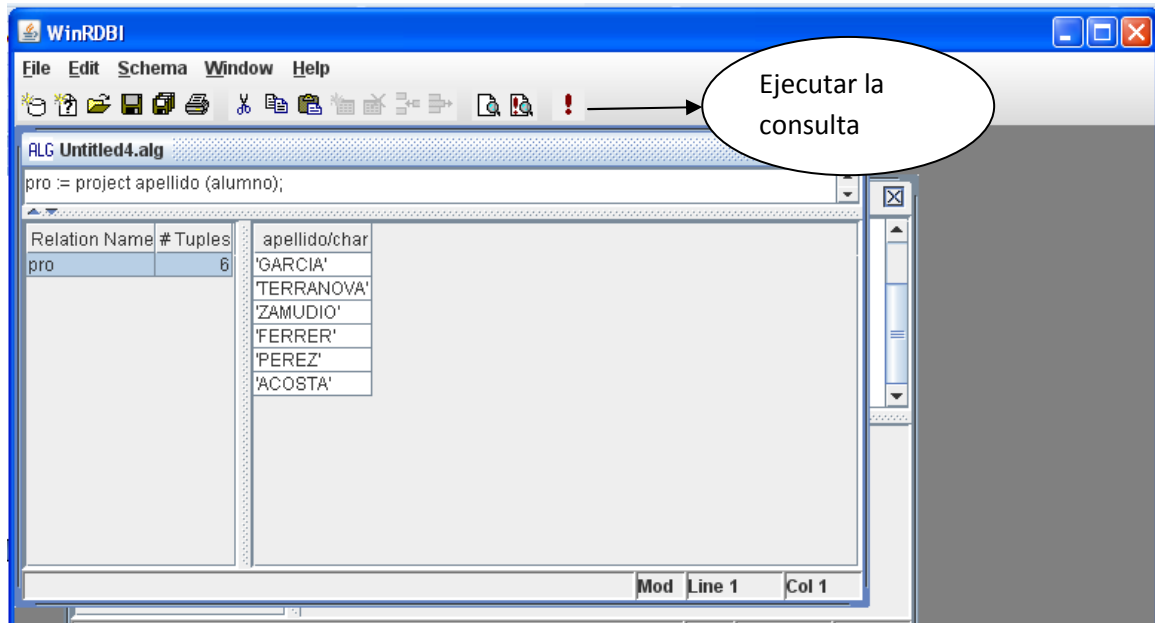 WinRDBI
File Edit Schema Window Help
Ejecutar la
consulta
ALG Untitled4.alg
pro := project apellido (alumno);
Relation Name # Tuples
pro 6
apellido/char
'GARCIA'
'TERRANOVA'
'ZAMUDIO'
'FERRER'
'PEREZ'
'ACOSTA'
Mod Line 1 Col 1